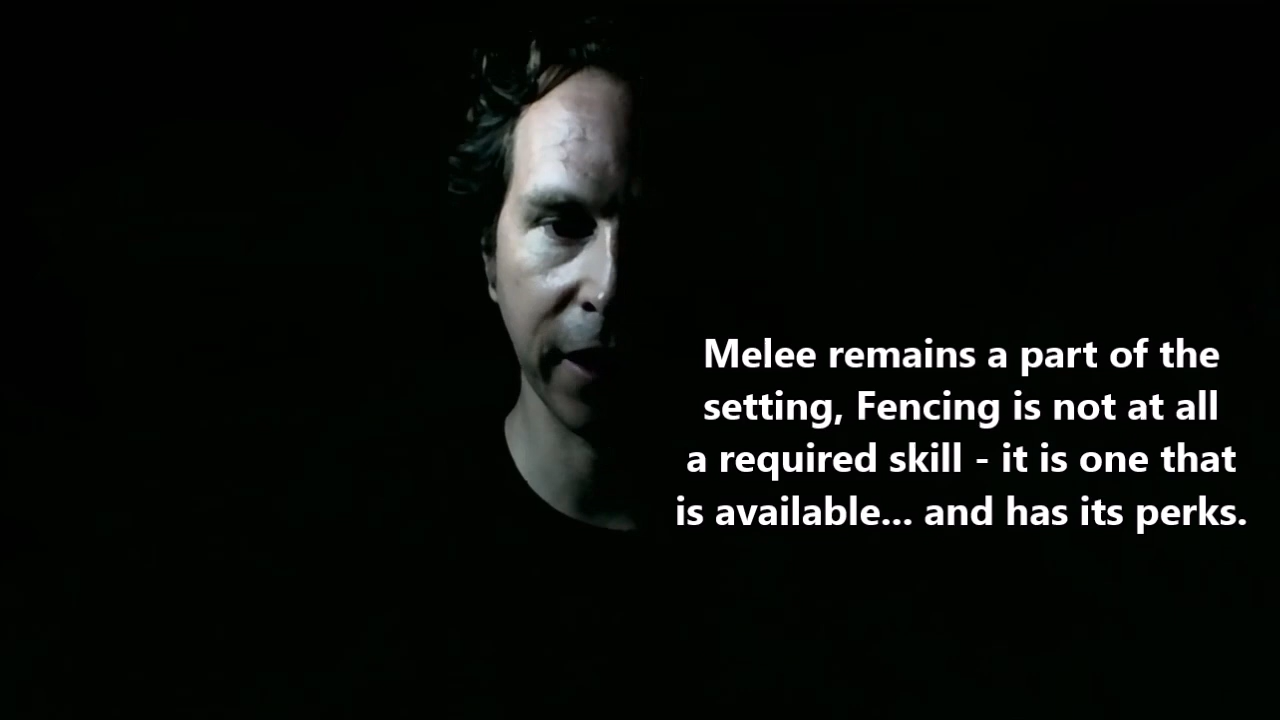 Melee remains a part of the
setting, Fencing is not at all
a required skill - it is one that
is available... and has its perks.